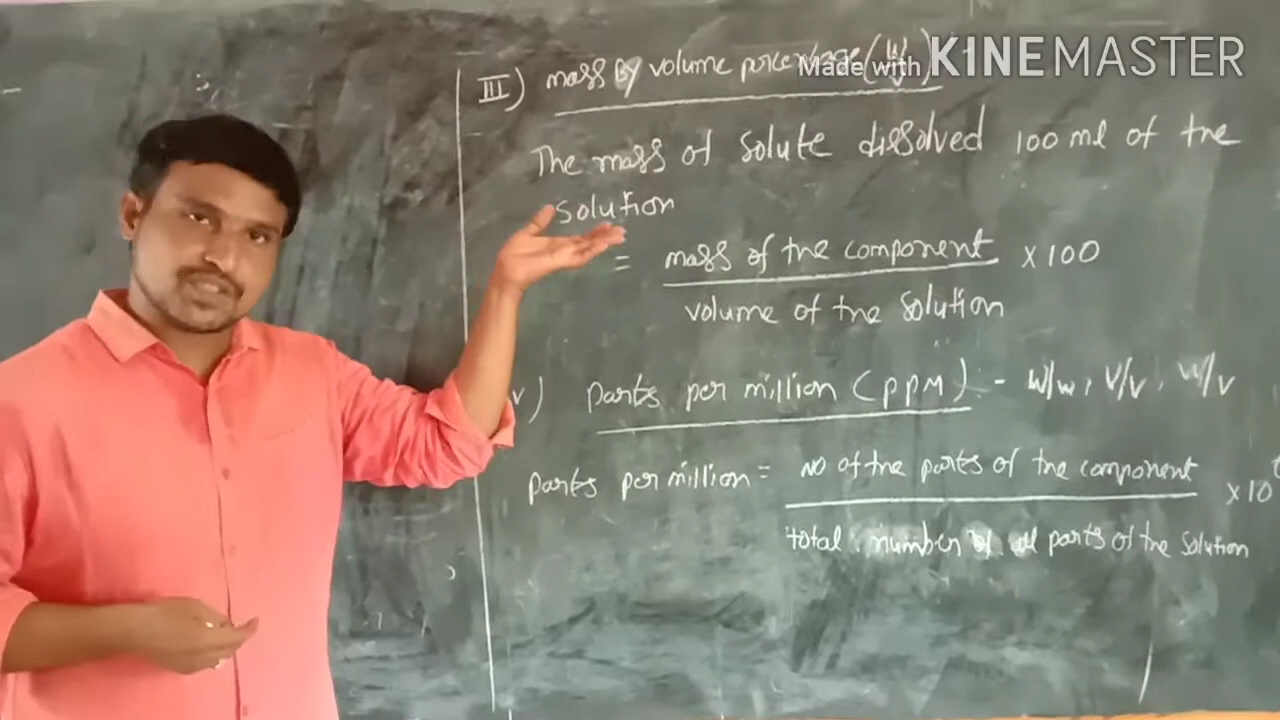 III) mass By volume percentage (W/V)
Made with KINEMASTER
The mass of solute dissolved 100 ml of the
solution
= mass of the component / volume of the solution x 100
v) parts per million (PPM) :- w/w, V/V, W/V
parts per million = no of the parts of the component / total number of all parts of the solution x 10